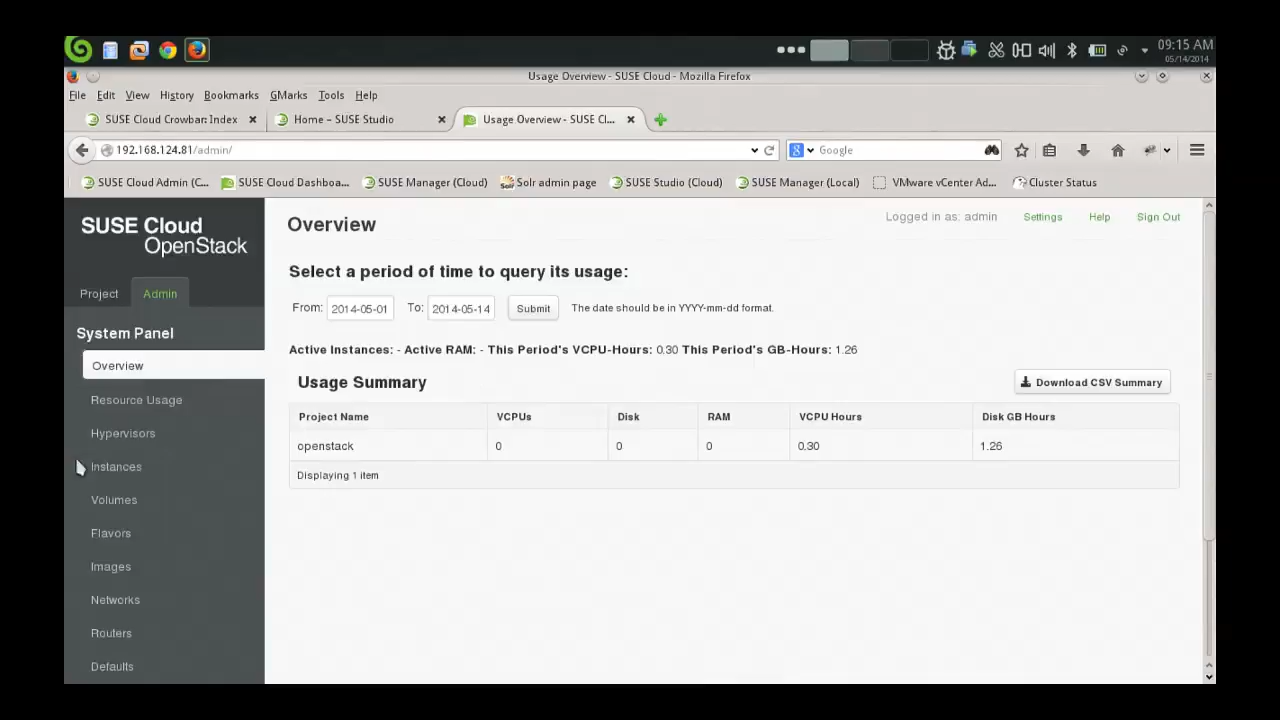 09:15 AM
05/14/2014
Usage Overview - SUSE Cloud - Mozilla Firefox
File Edit View History Bookmarks GMarks Tools Help
SUSE Cloud Crowbar: Index Home – SUSE Studio Usage Overview - SUSE Cl...
192.168.124.81/admin/ Google
SUSE Cloud Admin (C... SUSE Cloud Dashboa... SUSE Manager (Cloud) Solr admin page SUSE Studio (Cloud) SUSE Manager (Local) VMware vCenter Ad... Cluster Status
SUSE Cloud
OpenStack
Project Admin
System Panel
Overview
Resource Usage
Hypervisors
Instances
Volumes
Flavors
Images
Networks
Routers
Defaults
Overview
Logged in as: admin Settings Help Sign Out
Select a period of time to query its usage:
From: 2014-05-01 To: 2014-05-14 Submit The date should be in YYYY-mm-dd format.
Active Instances: - Active RAM: - This Period's VCPU-Hours: 0.30 This Period's GB-Hours: 1.26
Usage Summary Download CSV Summary
Project Name VCPUs Disk RAM VCPU Hours Disk GB Hours
openstack 0 0 0 0.30 1.26
Displaying 1 item